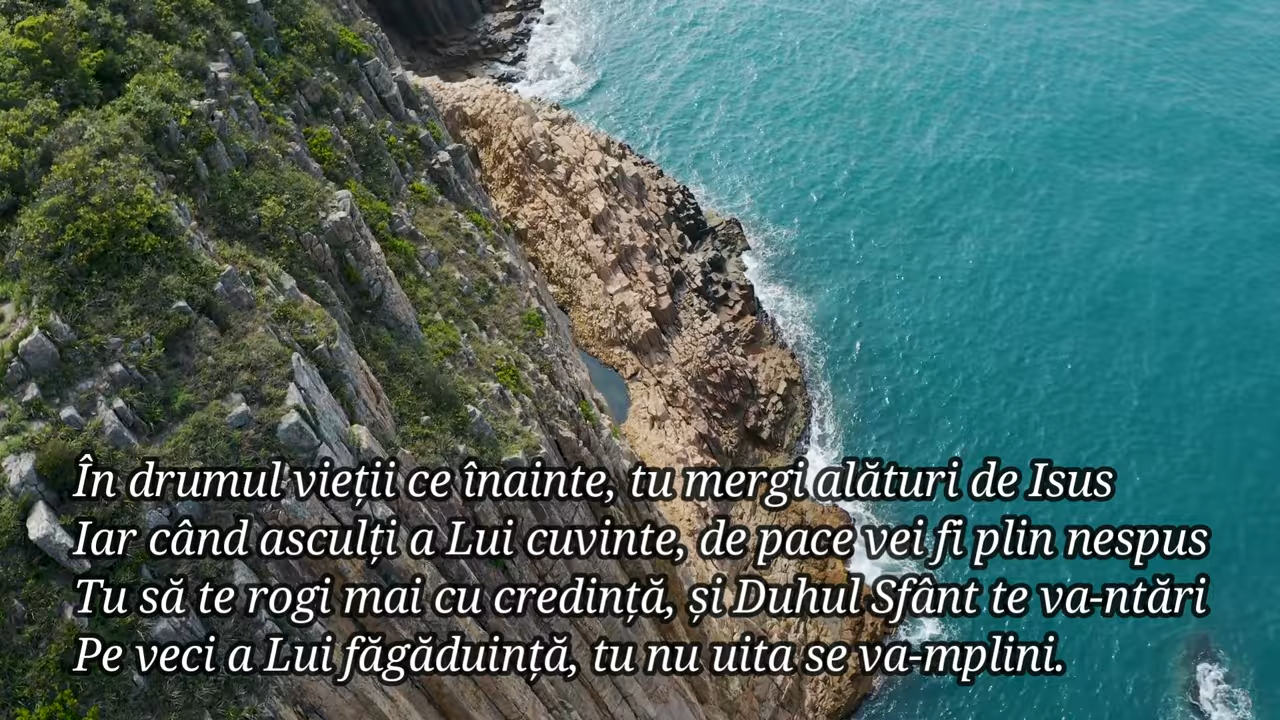 În drumul vieții ce înainte, tu mergi alături de Isus
Iar când asculți a Lui cuvinte, de pace vei fi plin nespus
Tu să te rogi mai cu credință, și Duhul Sfânt te va-ntări
Pe veci a Lui făgăduință, tu nu uita se va-mplini.